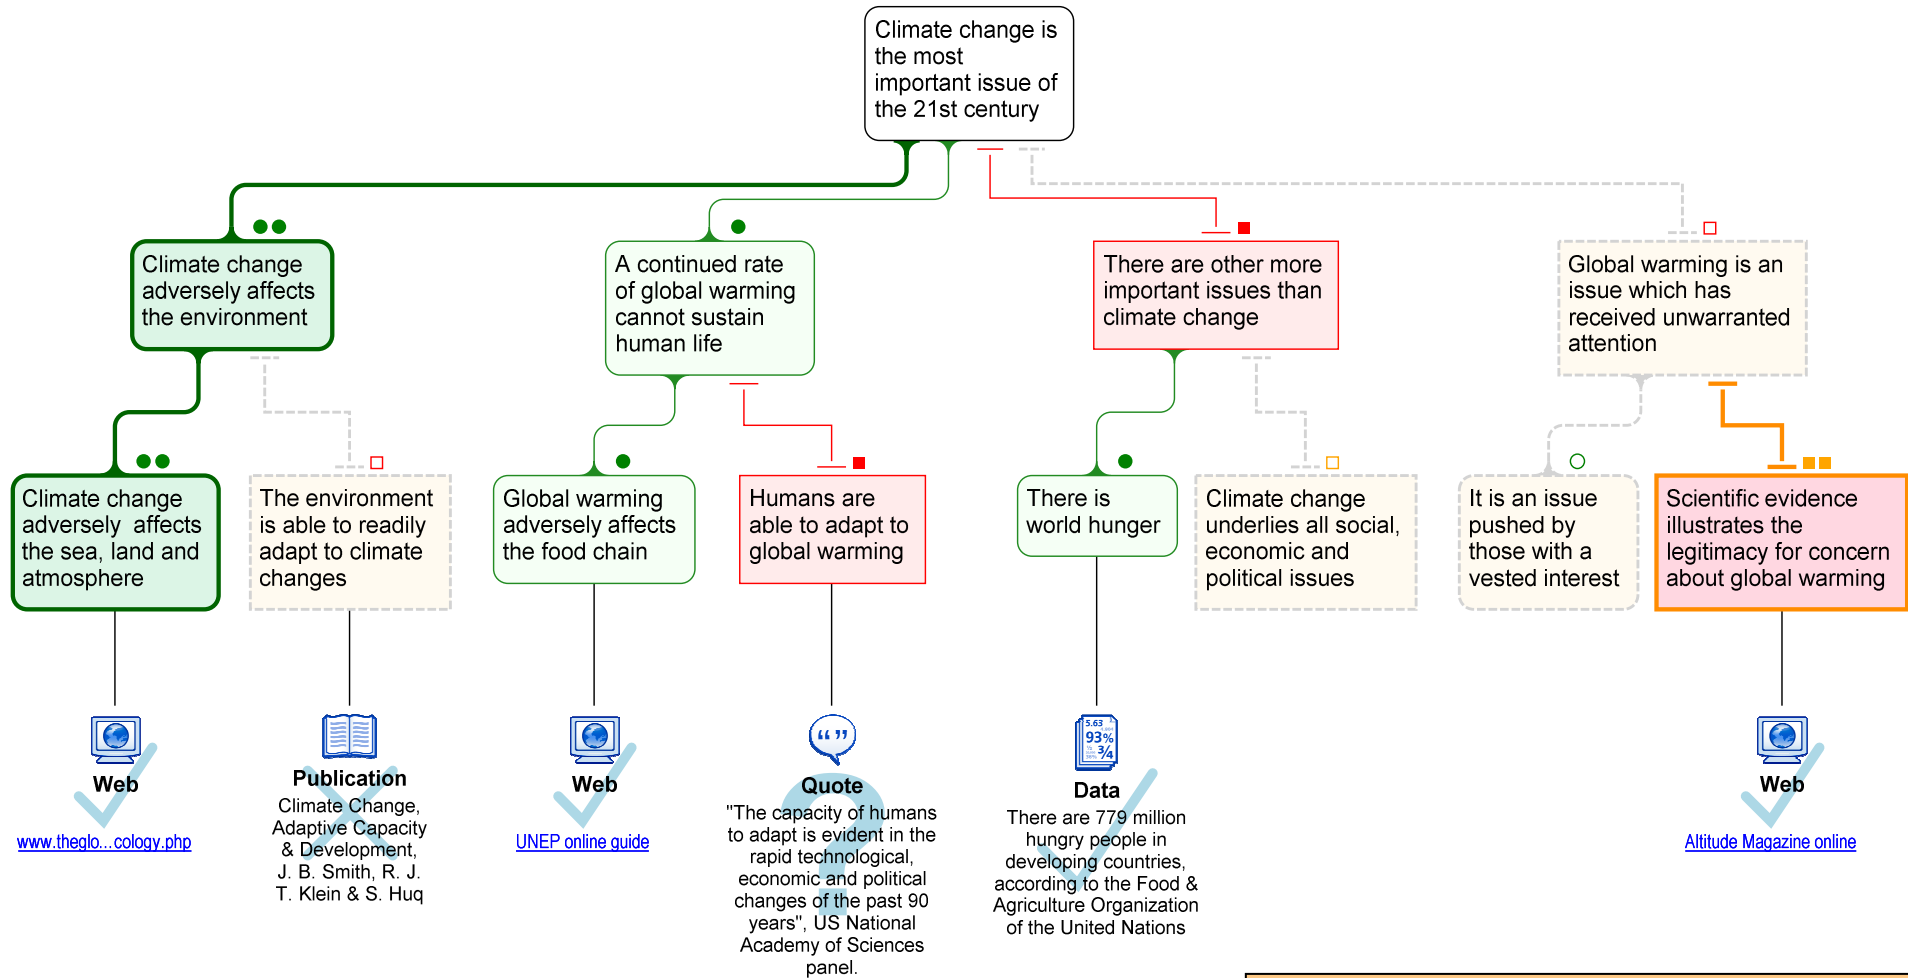 Climate change is
the most
important issue of
the 21st century
Climate change
adversely affects
the environment
A continued rate
of global warming
cannot sustain
human life
There are other more
important issues than
climate change
Global warming is an
issue which has
received unwarranted
attention
Climate change
adversely  affects
the sea, land and
atmosphere
The environment
is able to readily
adapt to climate
changes
Global warming
adversely affects
the food chain
Humans are
able to adapt to
global warming
There is
world hunger
Climate change
underlies all social,
economic and
political issues
It is an issue
pushed by
those with a
vested interest
Scientific evidence
illustrates the
legitimacy for concern
about global warming
Web
www.theglo...cology.php
Publication
Climate Change,
Adaptive Capacity
& Development,
J. B. Smith, R. J.
T. Klein & S. Huq
Web
UNEP online guide
Quote
"The capacity of humans
to adapt is evident in the
rapid technological,
economic and political
changes of the past 90
years", US National
Academy of Sciences
panel.
5.63
93%
3/4
Data
There are 779 million
hungry people in
developing countries,
according to the Food &
Agriculture Organization
of the United Nations
Web
Altitude Magazine online